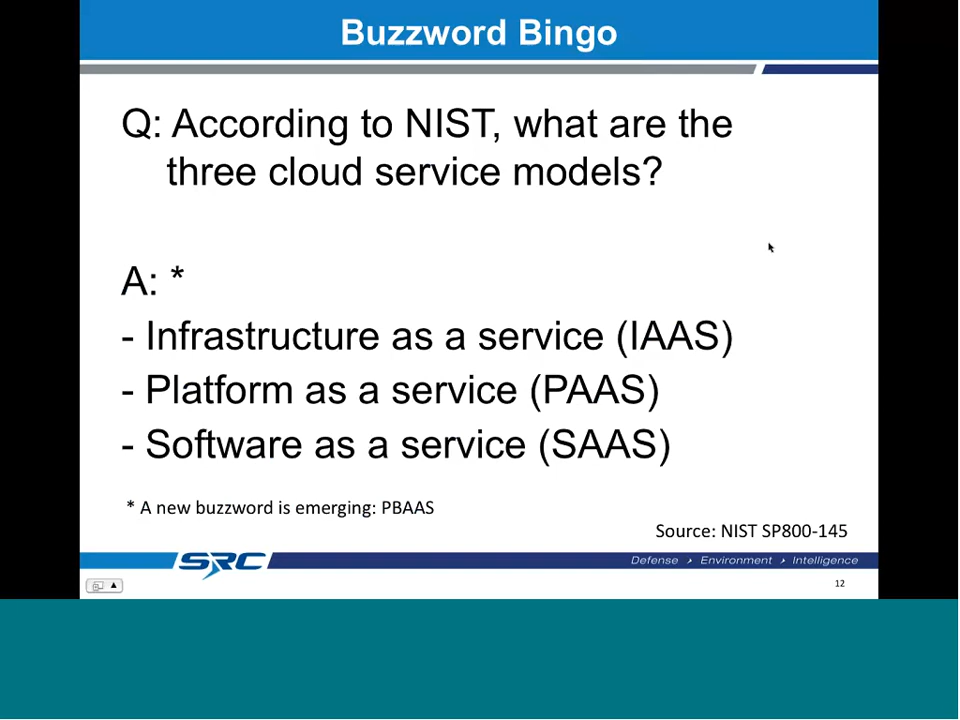 Buzzword Bingo
Q: According to NIST, what are the
three cloud service models?
A: *
- Infrastructure as a service (IAAS)
- Platform as a service (PAAS)
- Software as a service (SAAS)
* A new buzzword is emerging: PBAAS
Source: NIST SP800-145
SRC
Defense › Environment › Intelligence
12